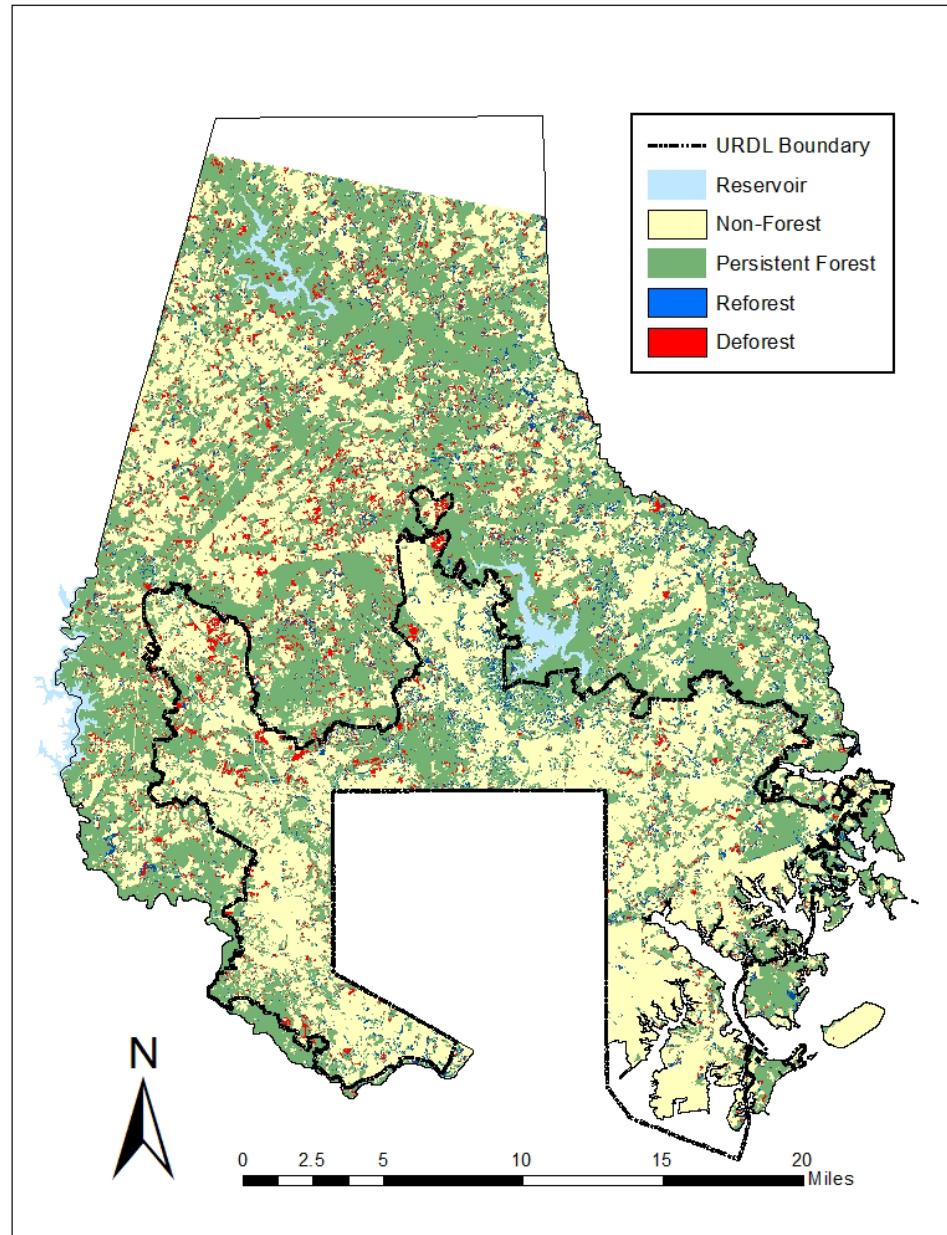 URDL Boundary
Reservoir
Non-Forest
Persistent Forest
Reforest
Deforest
N
0 2.5 5 10 15 20
Miles